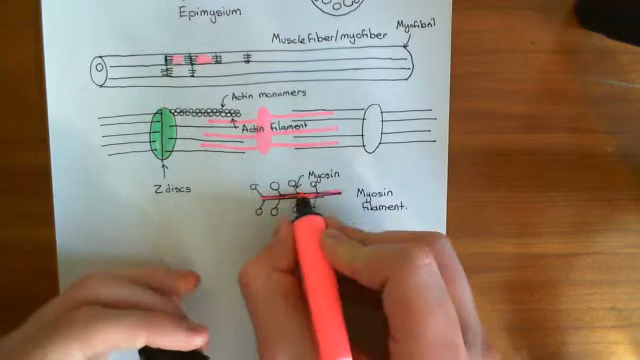 Epimysium
Muscle fiber/myofiber
Myofibril
Actin monomers
Actin filament
Z discs
Myosin
Myosin
filament.